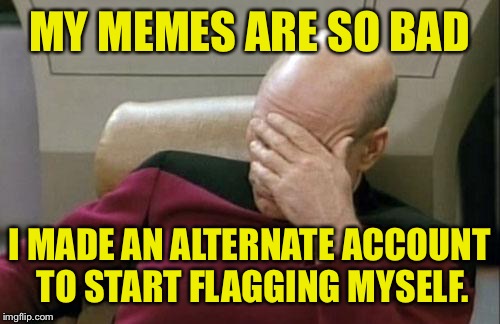 MY MEMES ARE SO BAD
I MADE AN ALTERNATE ACCOUNT
TO START FLAGGING MYSELF.
imgflip.com